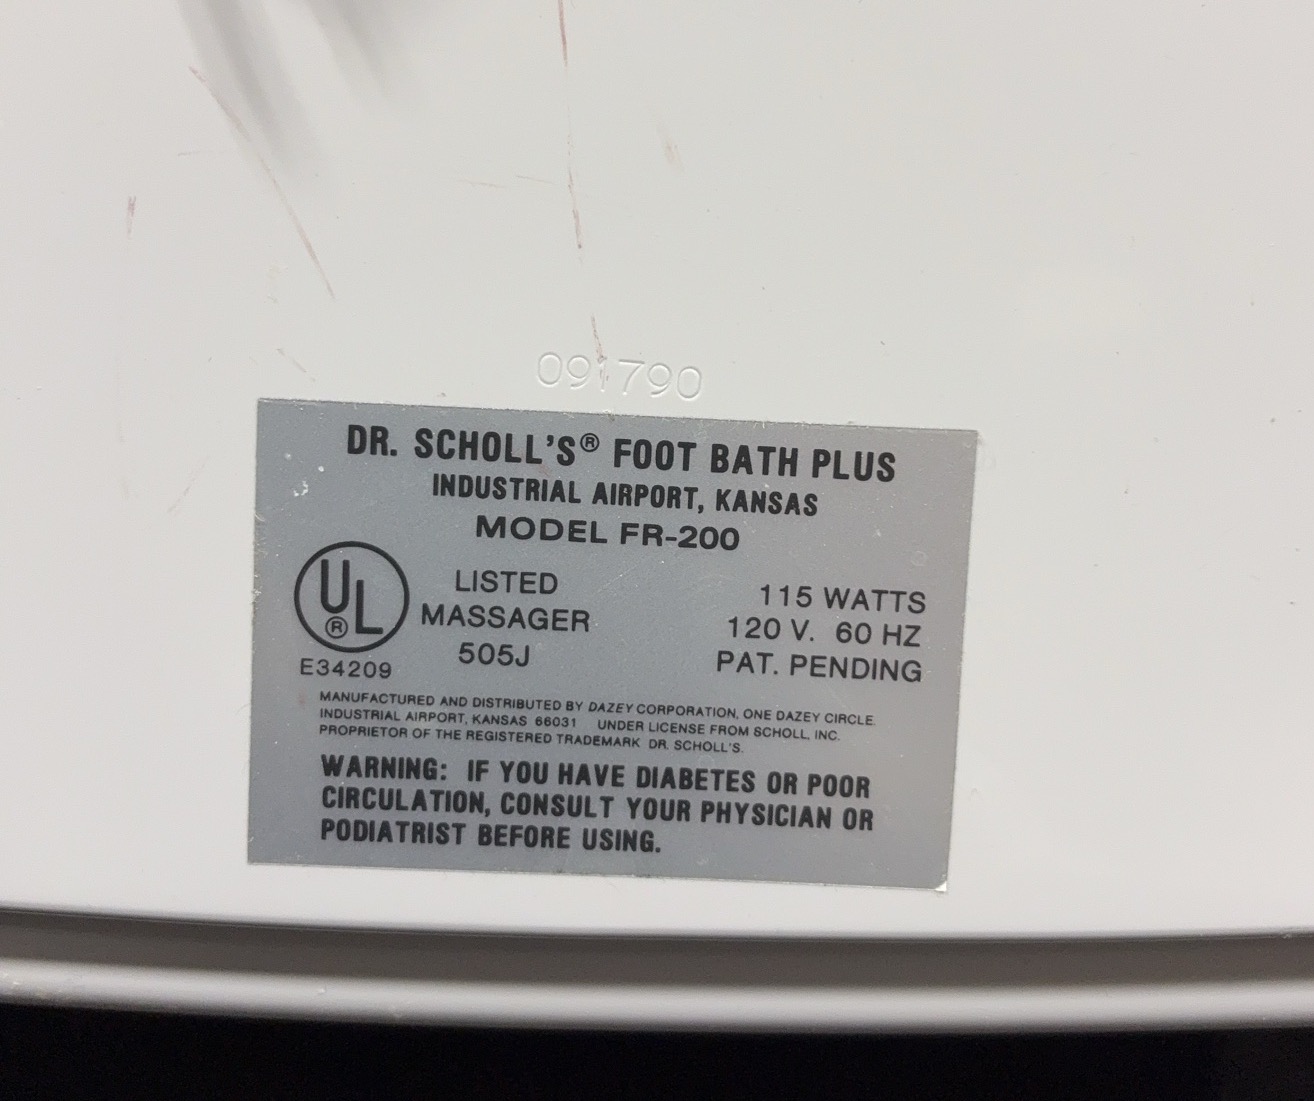 091790
DR. SCHOLL'S® FOOT BATH PLUS
INDUSTRIAL AIRPORT, KANSAS
MODEL FR-200
UL ®
E34209
LISTED
MASSAGER
505J
115 WATTS
120 V. 60 HZ
PAT. PENDING
MANUFACTURED AND DISTRIBUTED BY DAZEY CORPORATION, ONE DAZEY CIRCLE.
INDUSTRIAL AIRPORT, KANSAS 66031 UNDER LICENSE FROM SCHOLL, INC.
PROPRIETOR OF THE REGISTERED TRADEMARK DR. SCHOLL'S.
WARNING: IF YOU HAVE DIABETES OR POOR
CIRCULATION, CONSULT YOUR PHYSICIAN OR
PODIATRIST BEFORE USING.